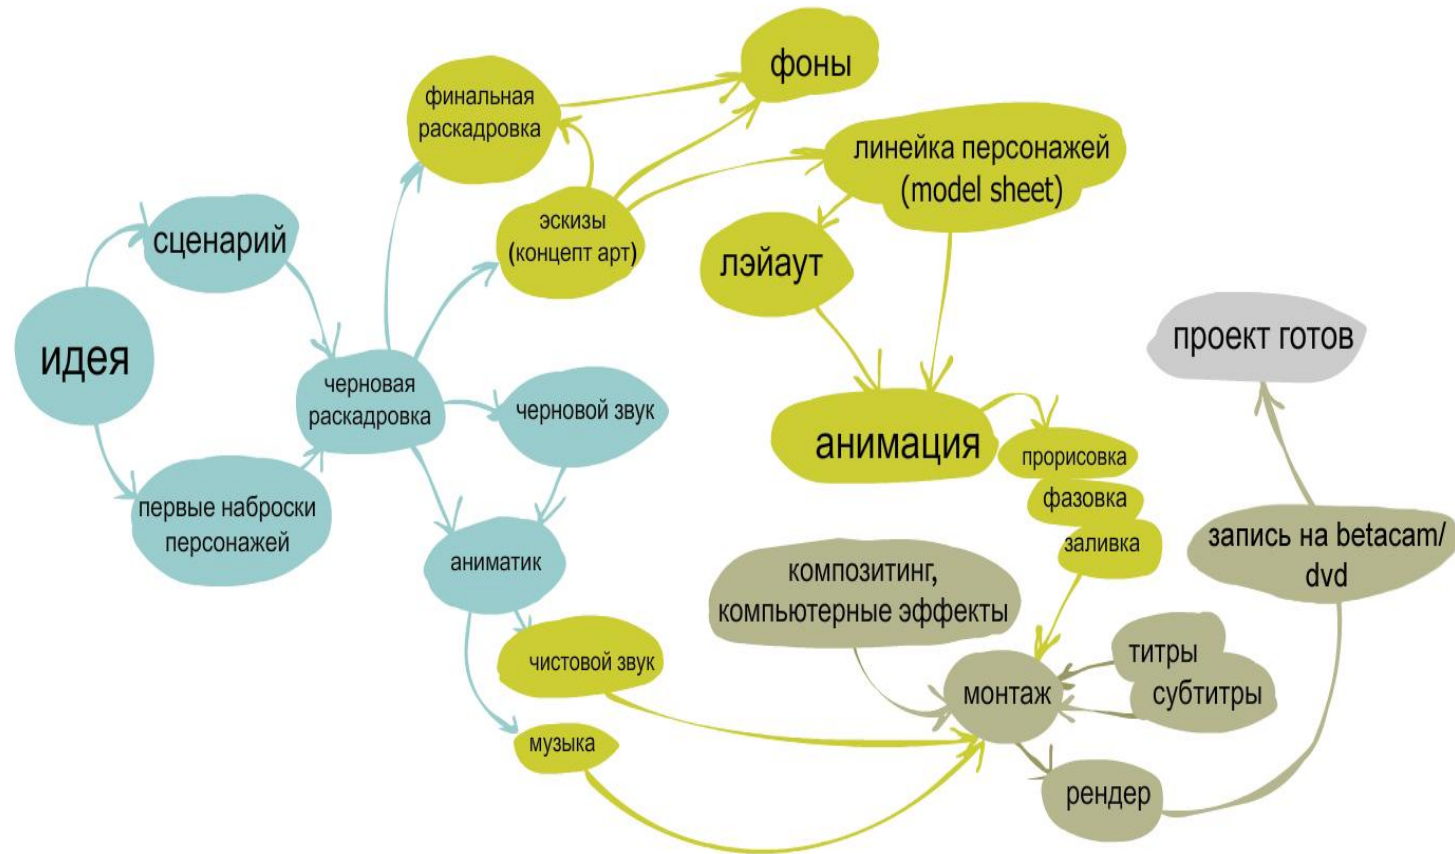 идея
сценарий
первые наброски
персонажей
черновая
раскадровка
финальная
раскадровка
эскизы
(концепт арт)
фоны
линейка персонажей
(model sheet)
лэйаут
черновой звук
аниматик
чистовой звук
музыка
анимация
прорисовка
фазовка
заливка
композитинг,
компьютерные эффекты
монтаж
титры
субтитры
рендер
запись на betacam/
dvd
проект готов